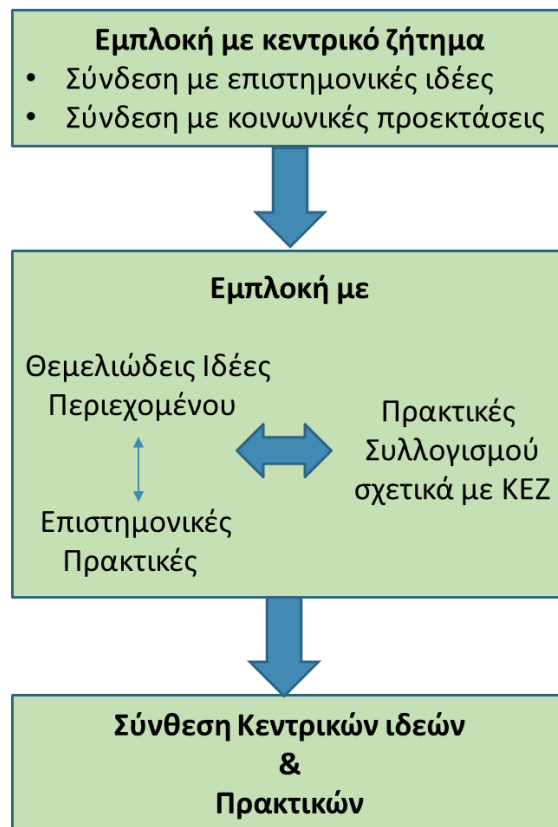 Εμπλοκή με κεντρικό ζήτημα
• Σύνδεση με επιστημονικές ιδέες
• Σύνδεση με κοινωνικές προεκτάσεις
Εμπλοκή με
Θεμελιώδεις Ιδέες
Περιεχομένου
Επιστημονικές
Πρακτικές
Πρακτικές
Συλλογισμού
σχετικά με ΚΕΖ
Σύνθεση Κεντρικών ιδεών
&
Πρακτικών